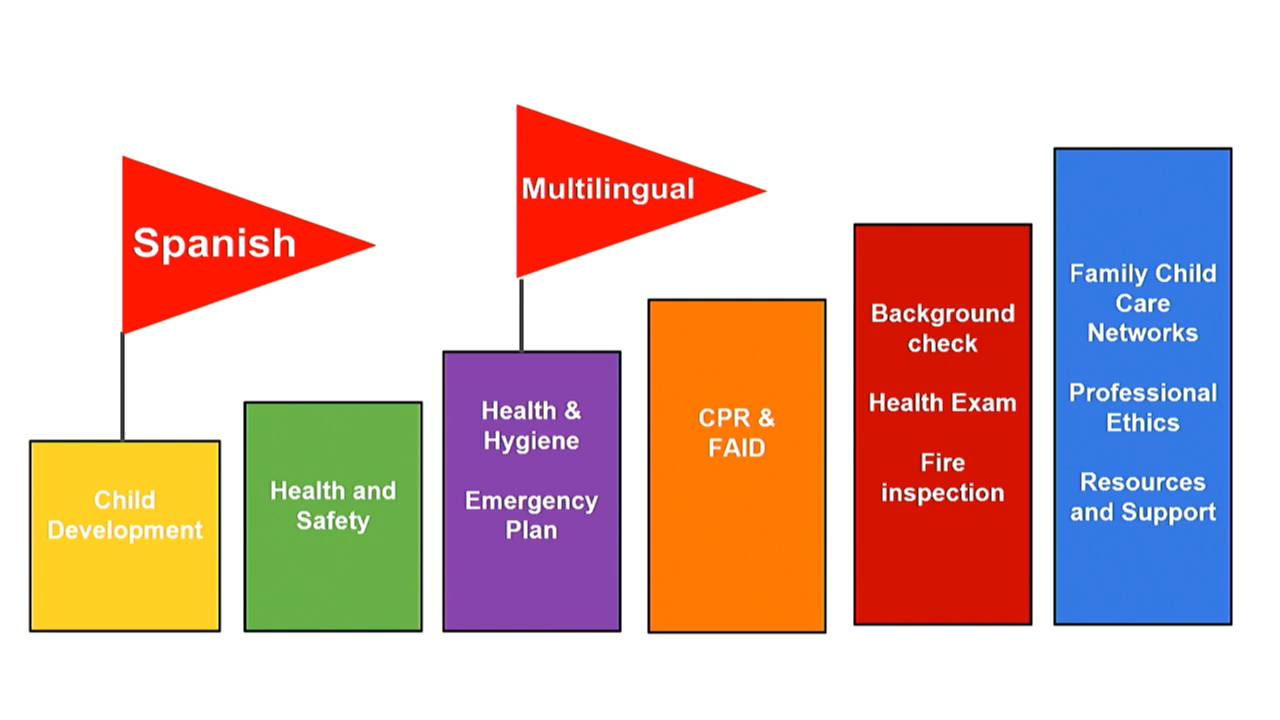 Spanish
Multilingual
Child
Development
Health and
Safety
Health &
Hygiene
Emergency
Plan
CPR &
FAID
Background
check
Health Exam
Fire
inspection
Family Child
Care
Networks
Professional
Ethics
Resources
and Support